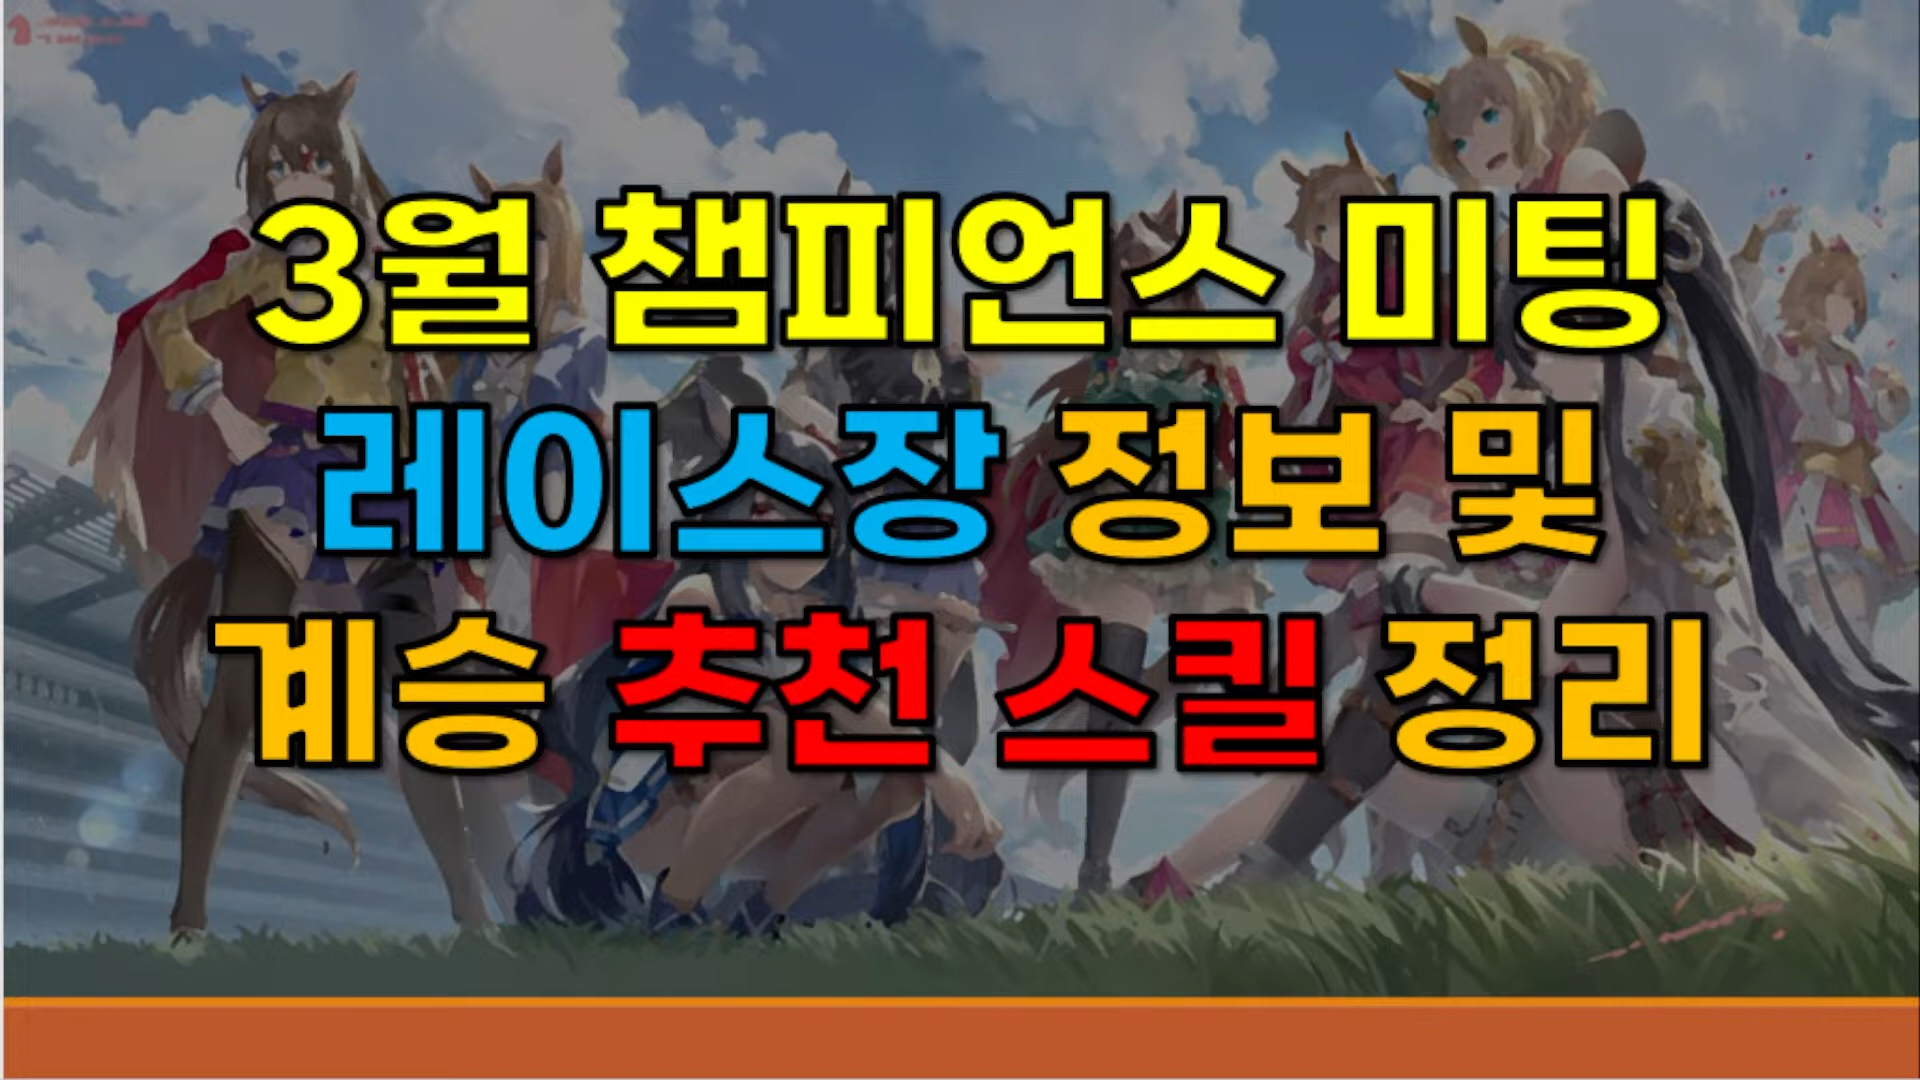 3월 챔피언스 미팅
레이스장 정보 및
계승 추천 스킬 정리